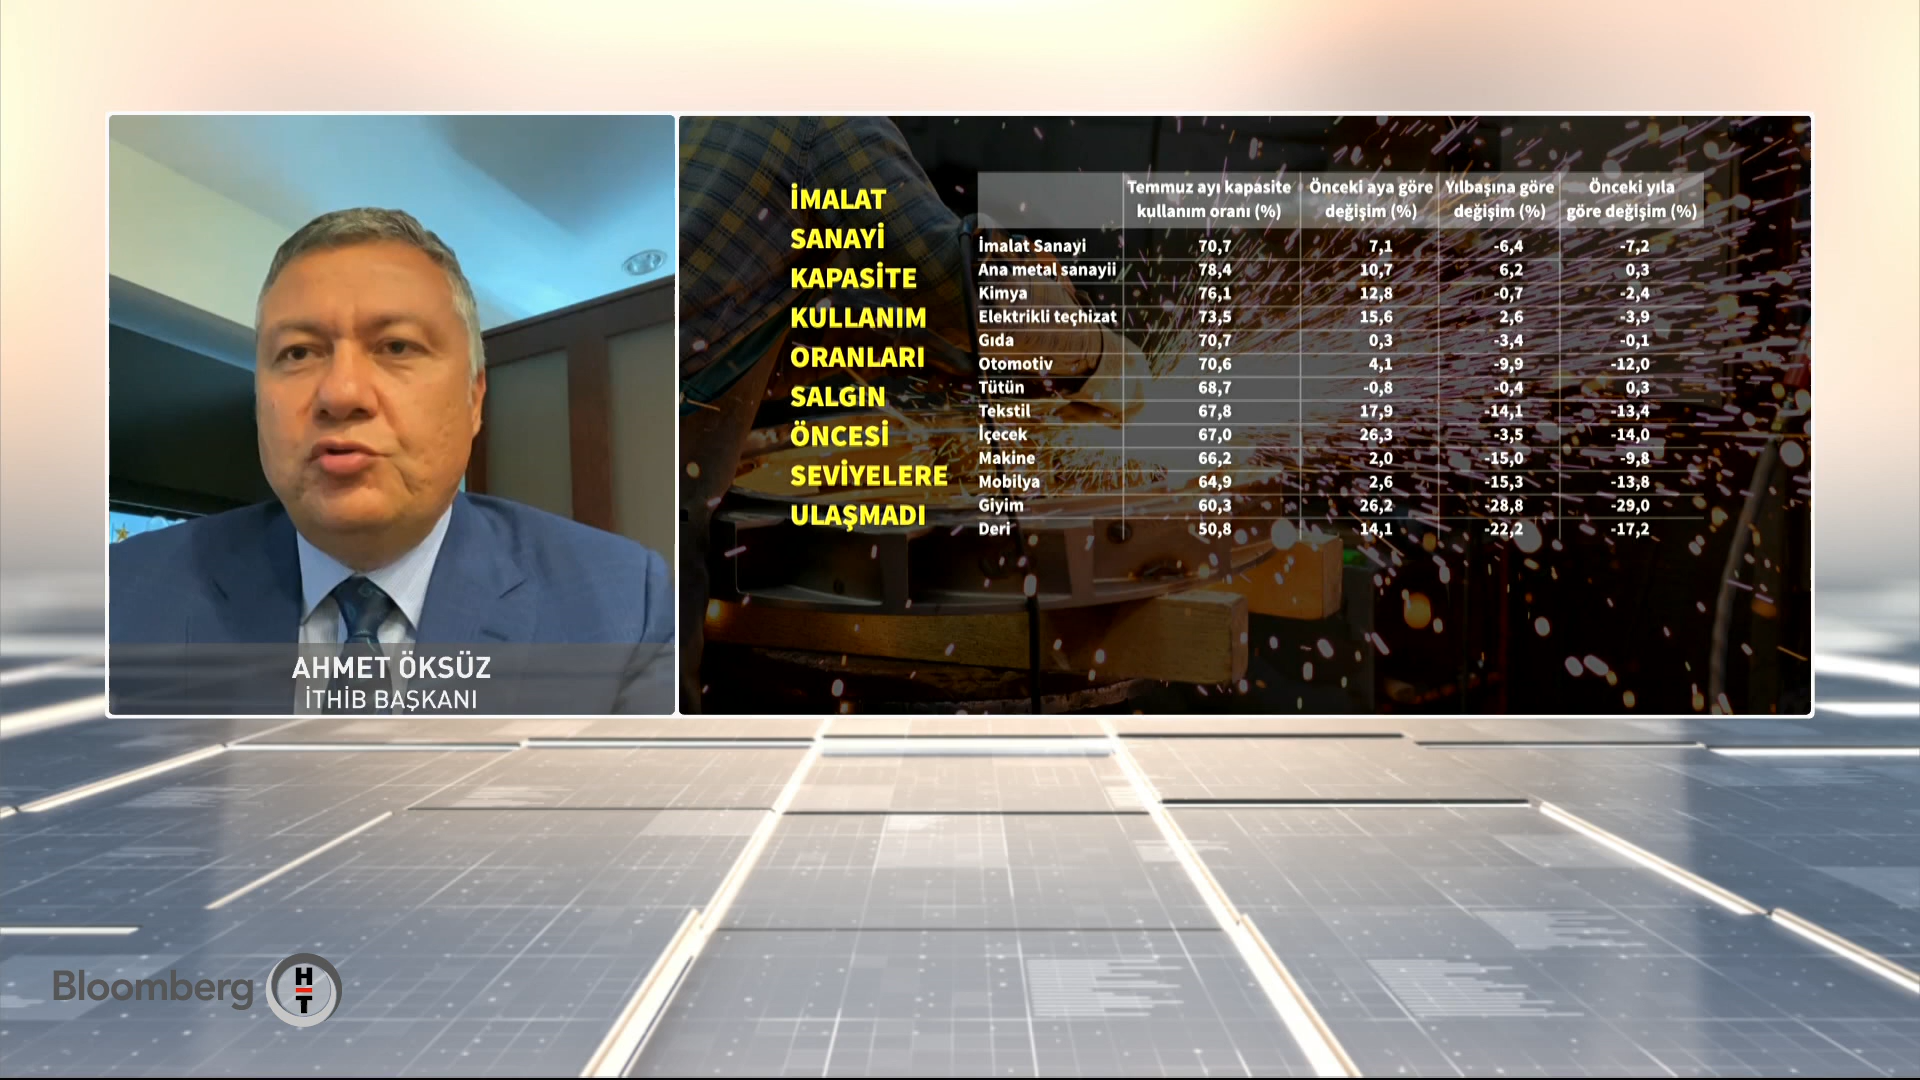 İMALAT
SANAYİ
KAPASİTE
KULLANIM
ORANLARI
SALGIN
ÖNCESİ
SEVİYELERE
ULAŞMADI
Temmuz ayı kapasite kullanım oranı (%) Önceki aya göre değişim (%) Yılbaşına göre değişim (%) Önceki yıla göre değişim (%)
İmalat Sanayi 70,7 7,1 -6,4 -7,2
Ana metal sanayii 78,4 10,7 6,2 0,3
Kimya 76,1 12,8 -0,7 -2,4
Elektrikli teçhizat 73,5 15,6 2,6 -3,9
Gıda 70,7 0,3 -3,4 -0,1
Otomotiv 70,6 4,1 -9,9 -12,0
Tütün 68,7 -0,8 -0,4 0,3
Tekstil 67,8 17,9 -14,1 -13,4
İçecek 67,0 26,3 -3,5 -14,0
Makine 66,2 2,0 -15,0 -9,8
Mobilya 64,9 2,6 -15,3 -13,8
Giyim 60,3 26,2 -28,8 -29,0
Deri 50,8 14,1 -22,2 -17,2
AHMET ÖKSÜZ
İTHİB BAŞKANI
Bloomberg HT